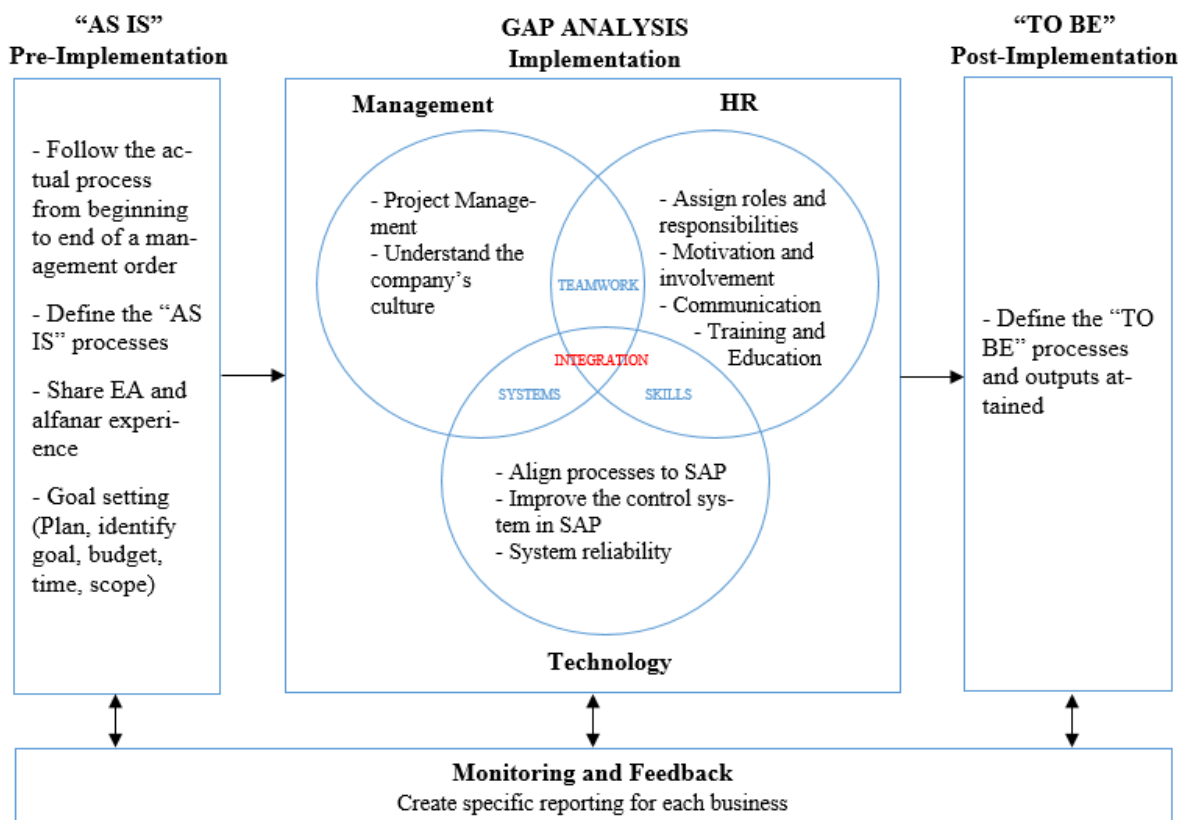 “AS IS”
Pre-Implementation
- Follow the ac-
tual process
from beginning
to end of a man-
agement order
- Define the “AS
IS” processes
- Share EA and
alfanar experi-
ence
- Goal setting
(Plan, identify
goal, budget,
time, scope)
GAP ANALYSIS
Implementation
Management
- Project Manage-
ment
- Understand the
company’s
culture
HR
- Assign roles and
responsibilities
- Motivation and
involvement
- Communication
- Training and
Education
TEAMWORK
INTEGRATION
SYSTEMS
SKILLS
- Align processes to SAP
- Improve the control sys-
tem in SAP
- System reliability
Technology
“TO BE”
Post-Implementation
- Define the “TO
BE” processes
and outputs at-
tained
Monitoring and Feedback
Create specific reporting for each business